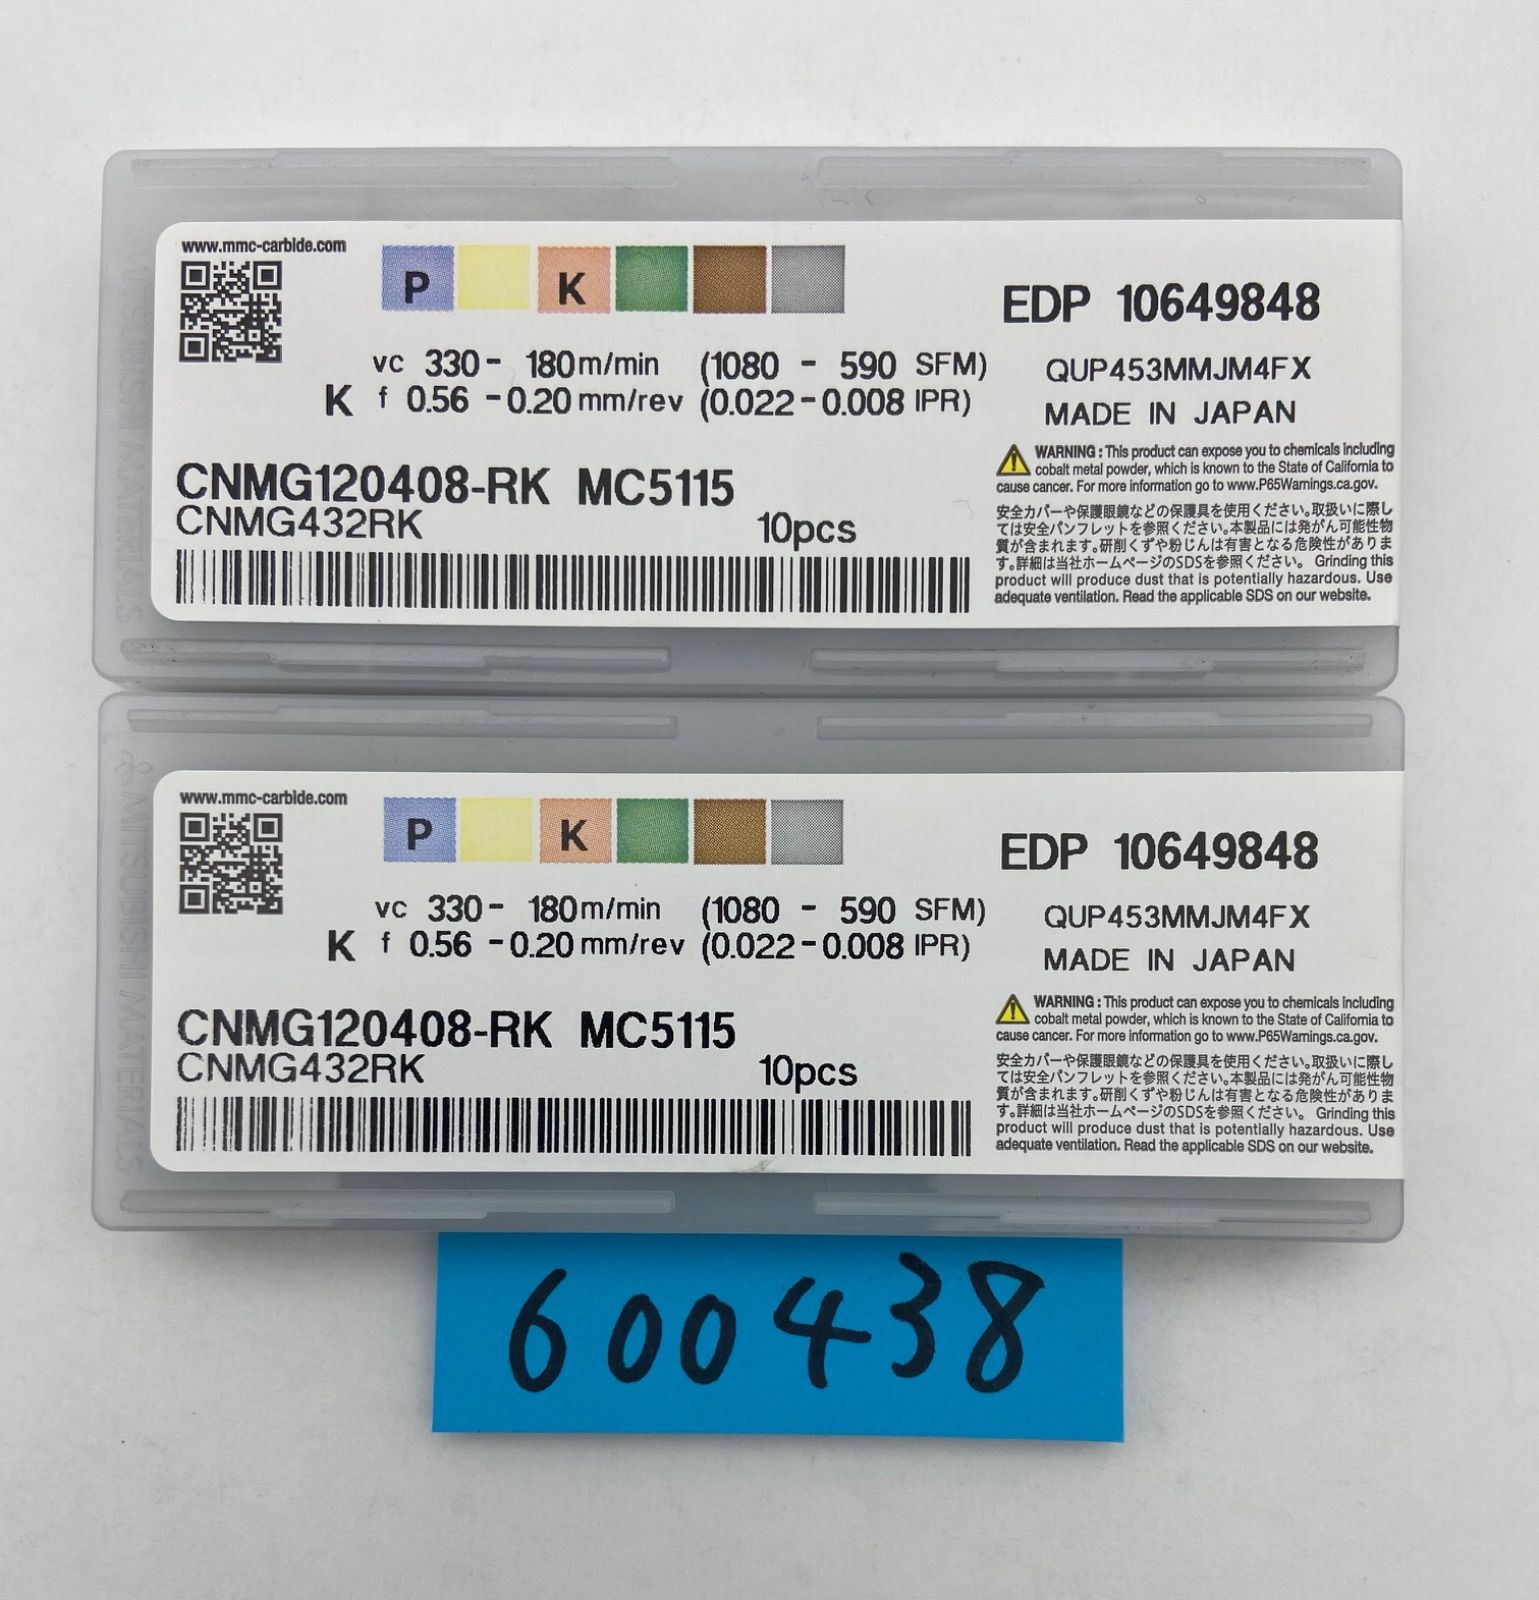 www.mmc-carbide.com
P K
EDP 10649848
vc 330 - 180 m/min (1080 - 590 SFM)
QUP453MMJM4FX
K f 0.56 - 0.20 mm/rev (0.022 - 0.008 IPR)
MADE IN JAPAN
CNMG120408-RK MC5115
CNMG432RK
10pcs
WARNING : This product can expose you to chemicals including
cobalt metal powder, which is known to the State of California to
cause cancer. For more information go to www.P65Warnings.ca.gov.
安全カバーや保護眼鏡などの保護具を使用ください。取扱いに際し
ては安全パンフレットを参照ください。本製品には発がん可能性物
質が含まれます。研削くずや粉じんは有害となる危険性がありま
す。詳細は当社ホームページのSDSを参照ください。 Grinding this
product will produce dust that is potentially hazardous. Use
adequate ventilation. Read the applicable SDS on our website.
MITSUBISHI MATERIALS
www.mmc-carbide.com
P K
EDP 10649848
vc 330 - 180 m/min (1080 - 590 SFM)
QUP453MMJM4FX
K f 0.56 - 0.20 mm/rev (0.022 - 0.008 IPR)
MADE IN JAPAN
CNMG120408-RK MC5115
CNMG432RK
10pcs
WARNING : This product can expose you to chemicals including
cobalt metal powder, which is known to the State of California to
cause cancer. For more information go to www.P65Warnings.ca.gov.
安全カバーや保護眼鏡などの保護具を使用ください。取扱いに際し
ては安全パンフレットを参照ください。本製品には発がん可能性物
質が含まれます。研削くずや粉じんは有害となる危険性がありま
す。詳細は当社ホームページのSDSを参照ください。 Grinding this
product will produce dust that is potentially hazardous. Use
adequate ventilation. Read the applicable SDS on our website.
MITSUBISHI MATERIALS
600438